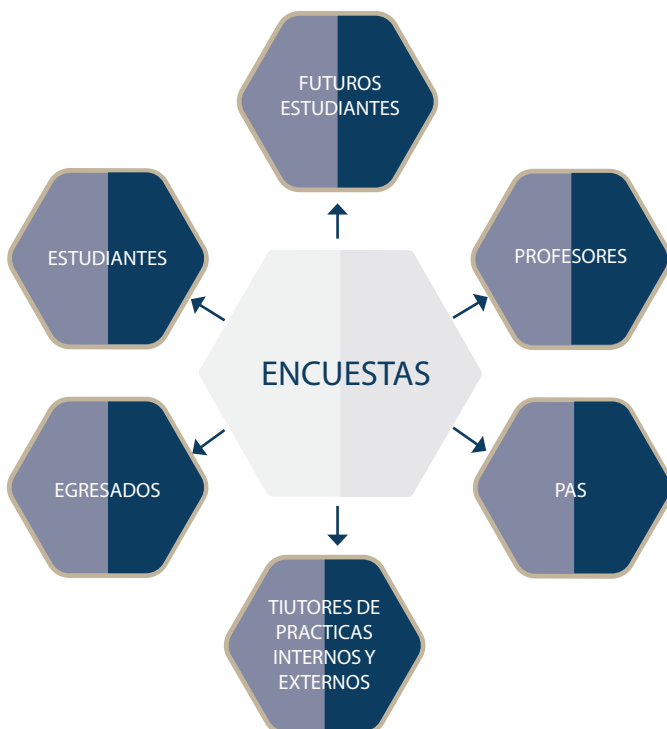 FUTUROS
ESTUDIANTES
ESTUDIANTES
PROFESORES
ENCUESTAS
EGRESADOS
PAS
TIUTORES DE
PRACTICAS
INTERNOS Y
EXTERNOS